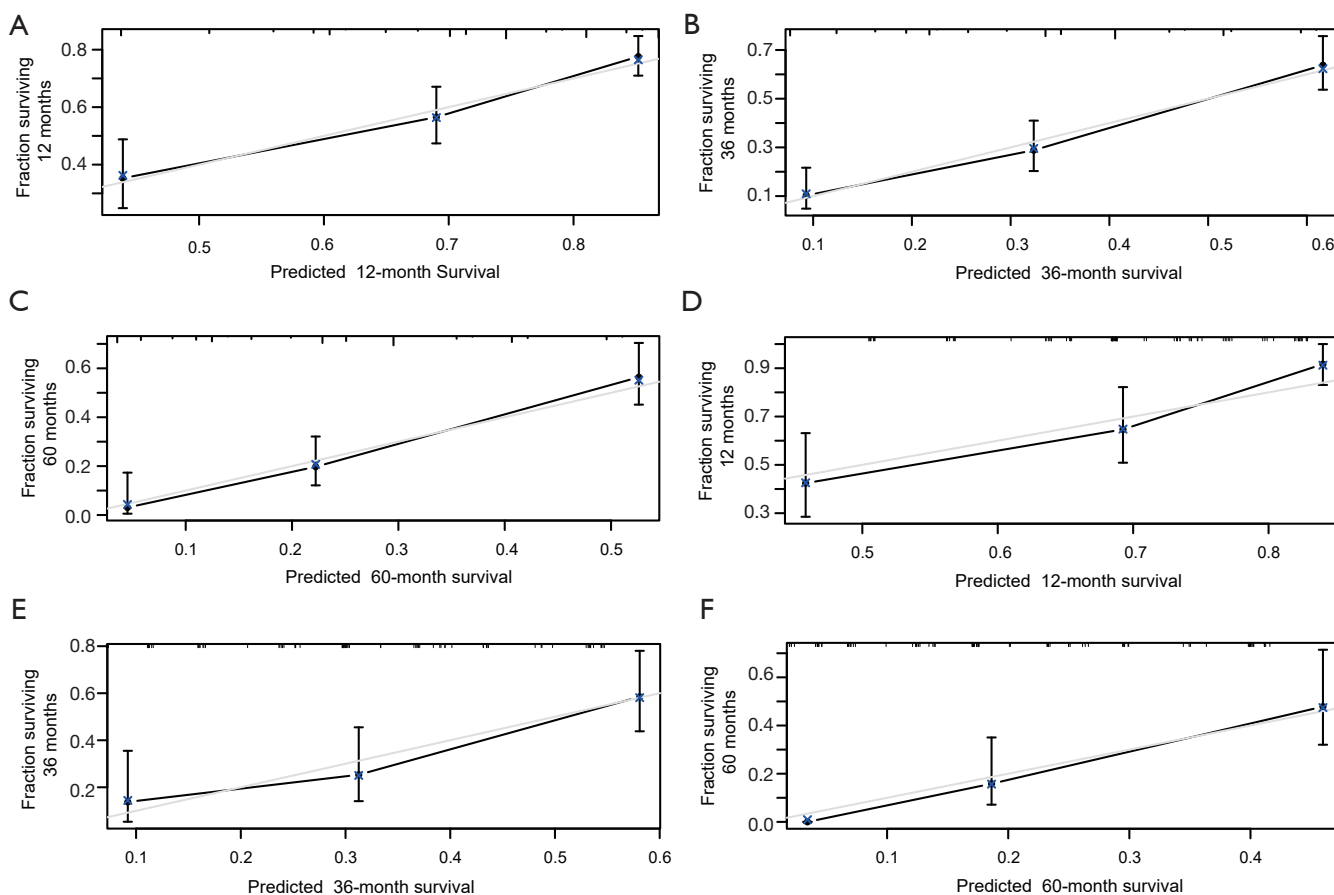 A
0.8
0.6
0.4
Fraction surviving
12 months
0.5 0.6 0.7 0.8
Predicted 12-month Survival
B
0.7
0.5
0.3
0.1
Fraction surviving
36 months
0.1 0.2 0.3 0.4 0.5 0.6
Predicted 36-month survival
C
0.6
0.4
0.2
0.0
Fraction surviving
60 months
0.1 0.2 0.3 0.4 0.5
Predicted 60-month survival
D
0.9
0.7
0.5
0.3
Fraction surviving
12 months
0.5 0.6 0.7 0.8
Predicted 12-month survival
E
0.8
0.6
0.4
0.2
Fraction surviving
36 months
0.1 0.2 0.3 0.4 0.5 0.6
Predicted 36-month survival
F
0.6
0.4
0.2
0.0
Fraction surviving
60 months
0.1 0.2 0.3 0.4
Predicted 60-month survival